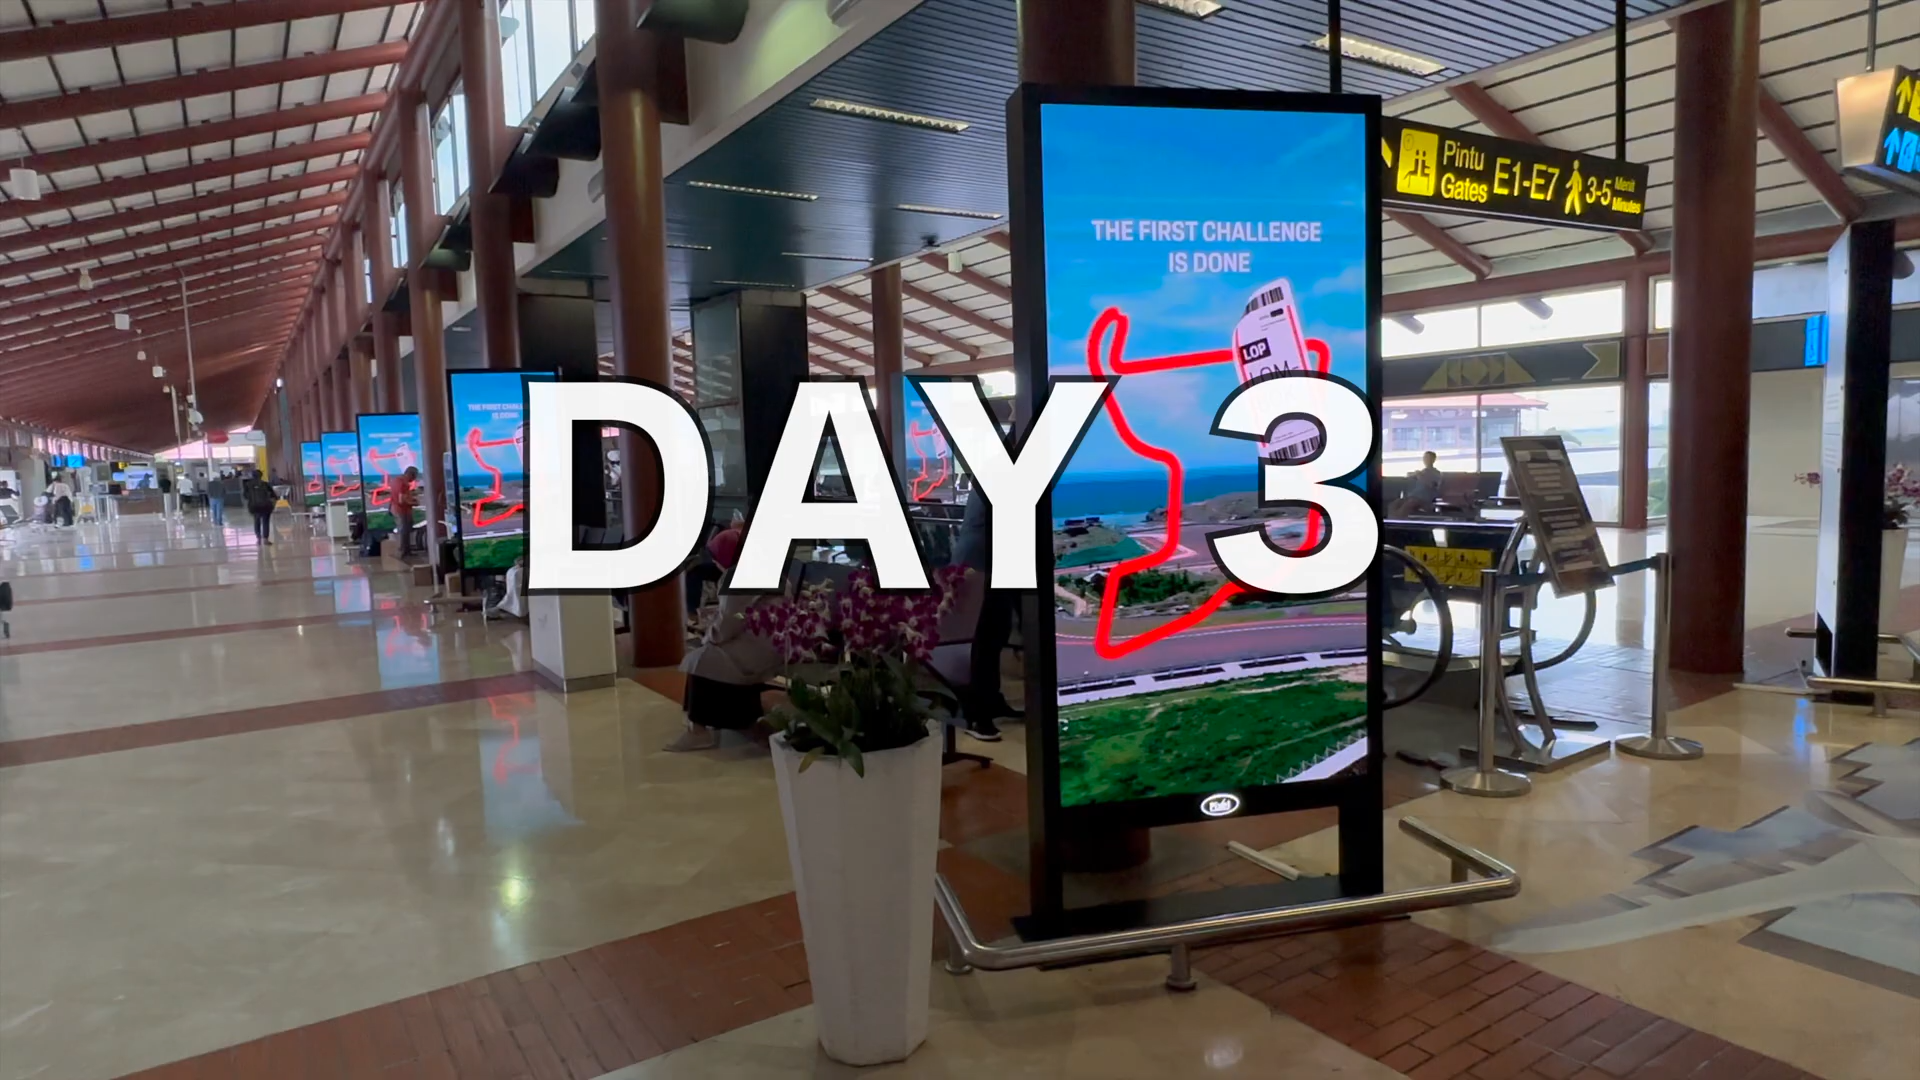 THE FIRST CHALLENGE
IS DONE
LOP
DAY 3
Pintu
Gates
E1-E7
3-5
Menit
Minutes